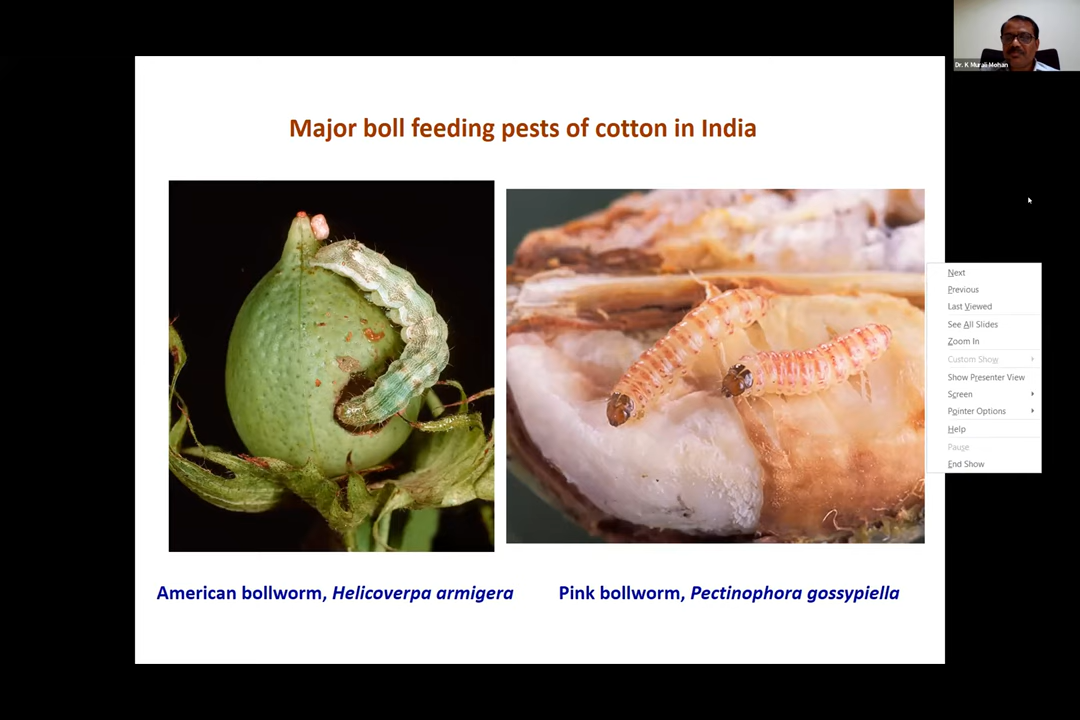 Dr. K Murali Mohan
Major boll feeding pests of cotton in India
Next
Previous
Last Viewed
See All Slides
Zoom In
Custom Show
Show Presenter View
Screen
Pointer Options
Help
Pause
End Show
American bollworm, Helicoverpa armigera
Pink bollworm, Pectinophora gossypiella